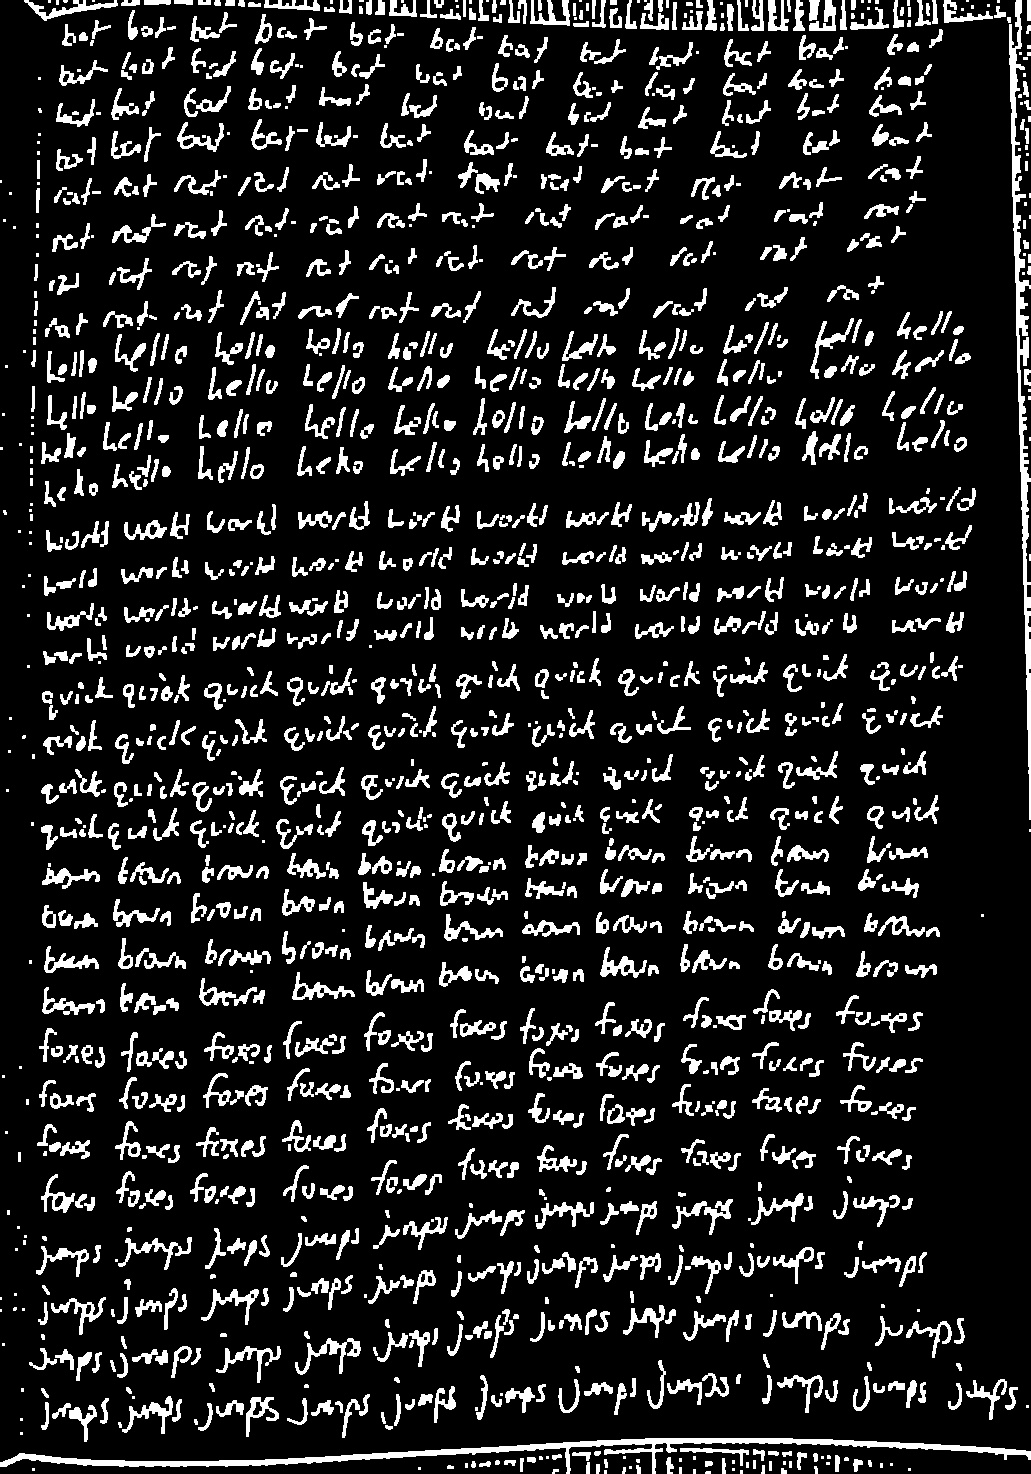 bat bat bat bat bat bat bat bat bat bat bat bat
bat bat bat bat bat bat bat bat bat bat bat bat
bat bat bat bat bat bat bat bat bat bat bat bat
bat bat bat bat bat bat bat bat bat bat bat bat
rat rat rat rat rat rat rat rat rat rat rat rat
rat rat rat rat rat rat rat rat rat rat rat rat
rat rat rat rat rat rat rat rat rat rat rat
rat rat rat rat rat rat rat rat rat rat rat rat
hello hello hello hello hello hello hello hello hello hello hello
hello hello hello hello hello hello hello hello hello hello hello
hello hello hello hello hello hello hello hello hello hello hello
hello hello hello hello hello hello hello hello hello hello hello
world world world world world world world world world world world
world world world world world world world world world world world
world world world world world world world world world world world
world world world world world world world world world world world
quick quick quick quick quick quick quick quick quick quick quick
quick quick quick quick quick quick quick quick quick quick quick
quick quick quick quick quick quick quick quick quick quick quick
quick quick quick quick quick quick quick quick quick quick quick
brown brown brown brown brown brown brown brown brown brown brown
brown brown brown brown brown brown brown brown brown brown brown
brown brown brown brown brown brown brown brown brown brown brown
brown brown brown brown brown brown brown brown brown brown brown
foxes foxes foxes foxes foxes foxes foxes foxes foxes foxes foxes
foxes foxes foxes foxes foxes foxes foxes foxes foxes foxes foxes
foxes foxes foxes foxes foxes foxes foxes foxes foxes foxes foxes
foxes foxes foxes foxes foxes foxes foxes foxes foxes foxes foxes
jumps jumps jumps jumps jumps jumps jumps jumps jumps jumps jumps
jumps jumps jumps jumps jumps jumps jumps jumps jumps jumps jumps
jumps jumps jumps jumps jumps jumps jumps jumps jumps jumps jumps
jumps jumps jumps jumps jumps jumps jumps jumps jumps jumps jumps